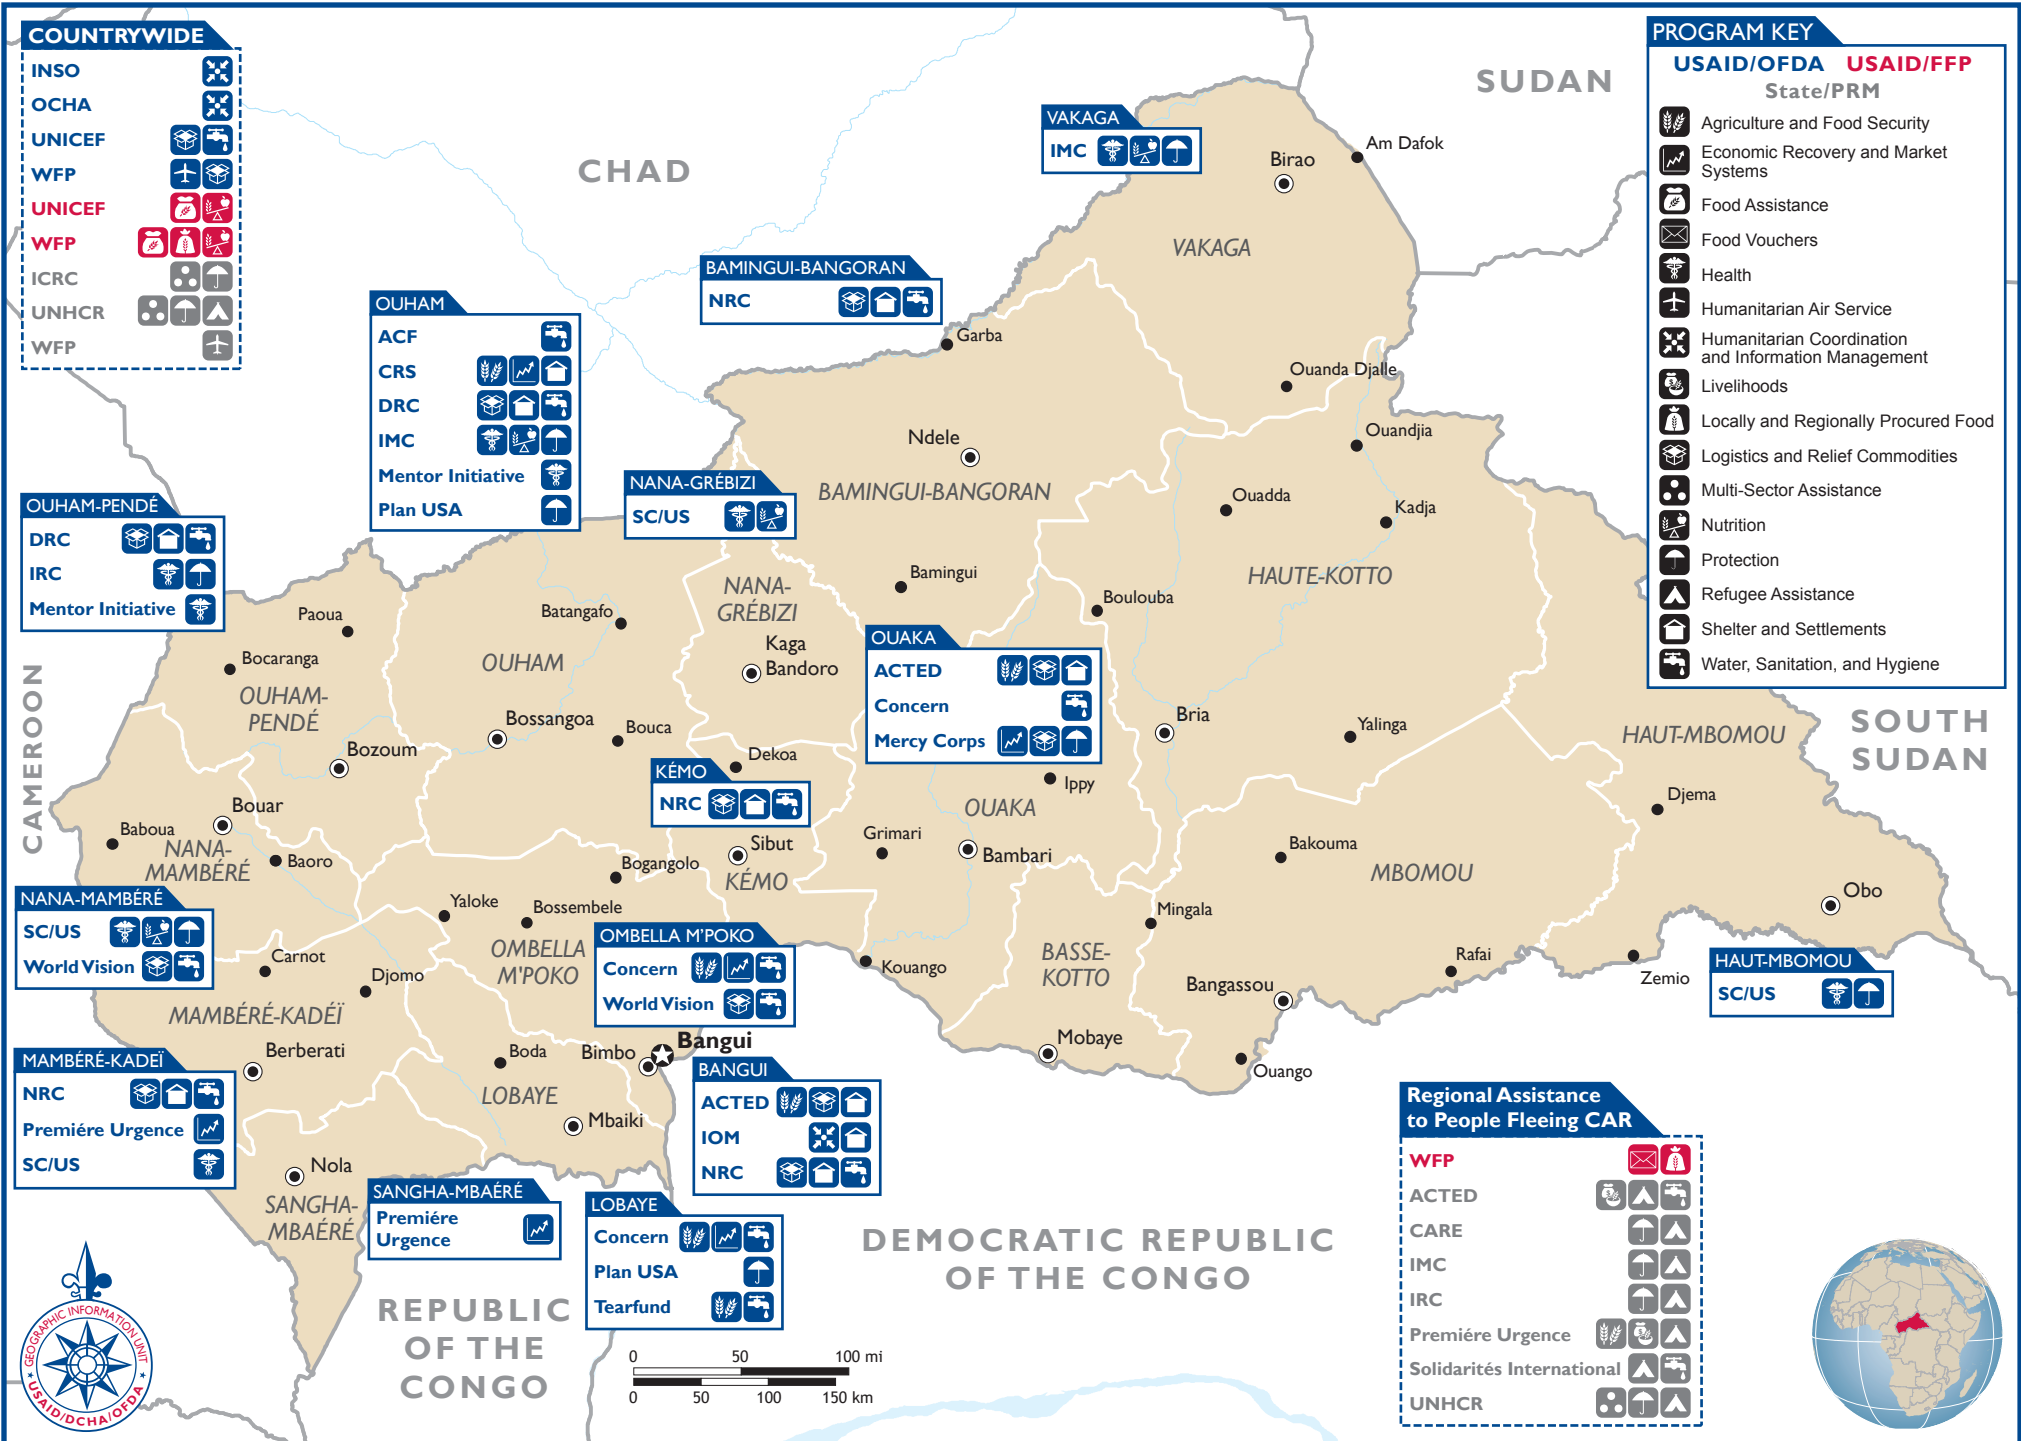 COUNTRYWIDE
INSO
OCHA
UNICEF
WFP
UNICEF
WFP
ICRC
UNHCR
WFP
PROGRAM KEY
USAID/OFDA USAID/FFP
State/PRM
Agriculture and Food Security
Economic Recovery and Market
Systems
Food Assistance
Food Vouchers
Health
Humanitarian Air Service
Humanitarian Coordination
and Information Management
Livelihoods
Locally and Regionally Procured Food
Logistics and Relief Commodities
Multi-Sector Assistance
Nutrition
Protection
Refugee Assistance
Shelter and Settlements
Water, Sanitation, and Hygiene
SUDAN
CHAD
CAMEROON
SOUTH
SUDAN
DEMOCRATIC REPUBLIC
OF THE CONGO
REPUBLIC
OF THE
CONGO
VAKAGA
IMC
BAMINGUI-BANGORAN
NRC
OUHAM
ACF
CRS
DRC
IMC
Mentor Initiative
Plan USA
NANA-GRÉBIZI
SC/US
OUHAM-PENDÉ
DRC
IRC
Mentor Initiative
OUAKA
ACTED
Concern
Mercy Corps
KÉMO
NRC
NANA-MAMBÉRÉ
SC/US
World Vision
OMBELLA M'POKO
Concern
World Vision
HAUT-MBOMOU
SC/US
MAMBÉRÉ-KADEÏ
NRC
Premiére Urgence
SC/US
BANGUI
ACTED
IOM
NRC
SANGHA-MBAÉRÉ
Premiére
Urgence
LOBAYE
Concern
Plan USA
Tearfund
Regional Assistance
to People Fleeing CAR
WFP
ACTED
CARE
IMC
IRC
Premiére Urgence
Solidarités International
UNHCR
Am Dafok
Birao
VAKAGA
Garba
Ouanda Djalle
Ndele
Ouandjia
BAMINGUI-BANGORAN
Ouadda
Kadja
HAUTE-KOTTO
Bamingui
Boulouba
NANA-
GRÉBIZI
Kaga
Bandoro
Batangafo
OUHAM
Paoua
Bocaranga
OUHAM-
PENDÉ
Bozoum
Bossangoa
Bouca
Dekoa
Bria
Yalinga
HAUT-MBOMOU
Djema
Ippy
OUAKA
Grimari
Bambari
Bakouma
MBOMOU
Obo
Bouar
Baboua
NANA-
MAMBÉRÉ
Baoro
Sibut
KÉMO
Bogangolo
Yaloke
Bossembele
OMBELLA
M'POKO
Mingala
BASSE-
KOTTO
Kouango
Rafai
Zemio
Bangassou
Carnot
Djomo
MAMBÉRÉ-KADÉÏ
Berberati
Boda
Bimbo
Bangui
LOBAYE
Mbaiki
Mobaye
Ouango
Nola
SANGHA-
MBAÉRÉ
0 50 100 mi
0 50 100 150 km
GEOGRAPHIC INFORMATION UNIT
USAID/DCHA/OFDA